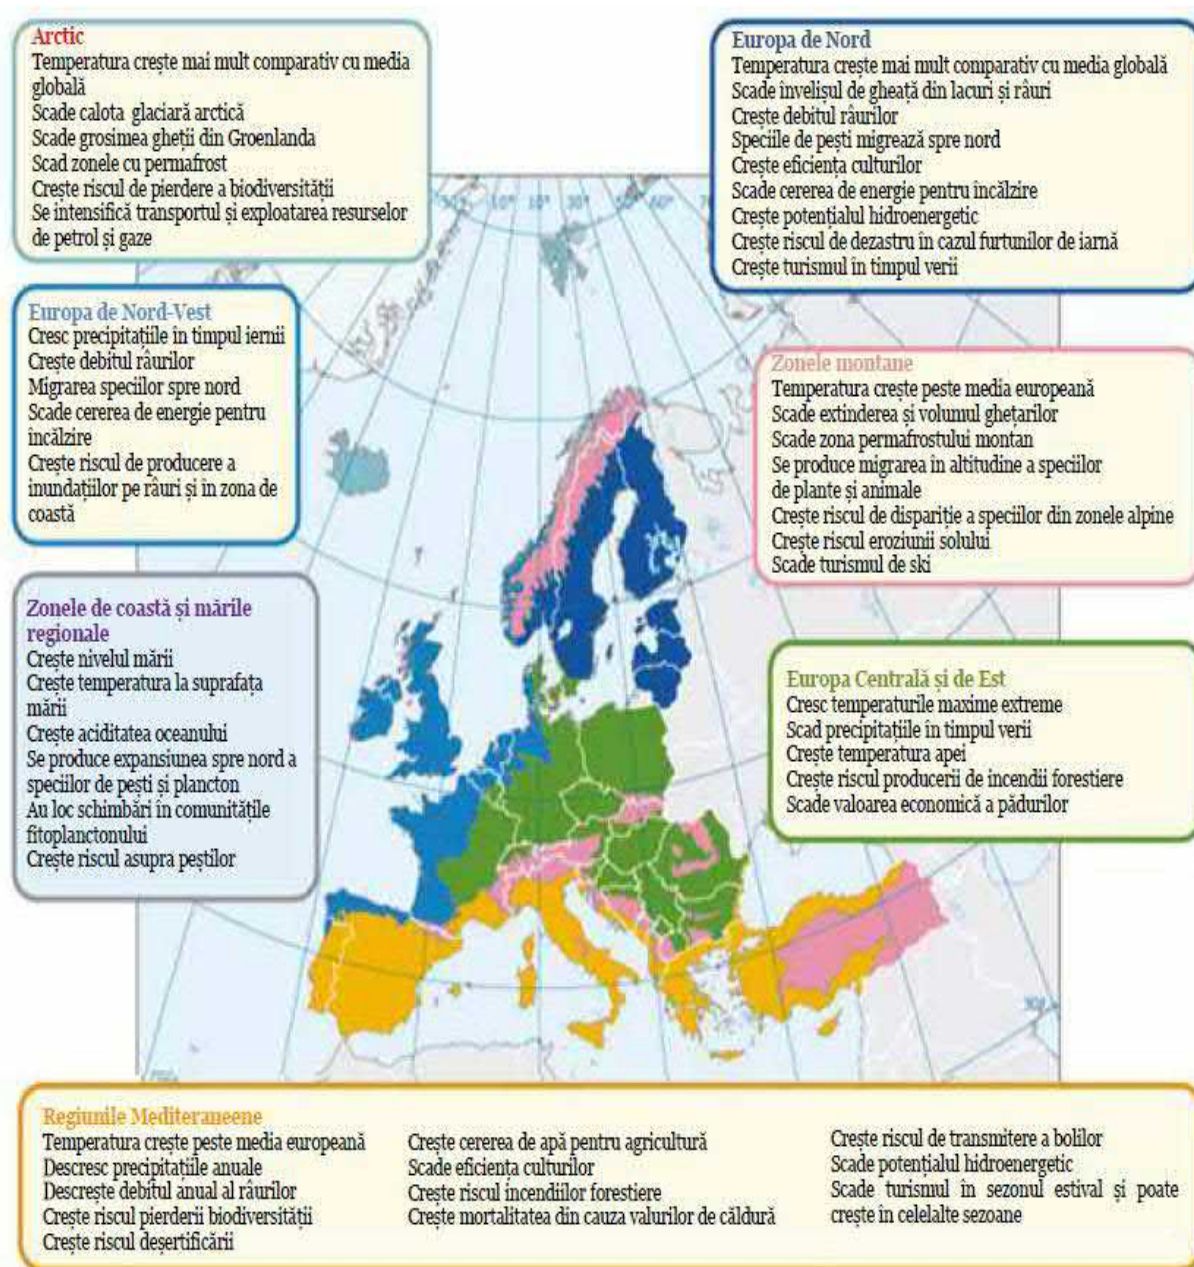 Arctic
Temperatura crește mai mult comparativ cu media
globală
Scade calota glaciară arctică
Scade grosimea gheții din Groenlanda
Scad zonele cu permafrost
Crește riscul de pierdere a biodiversității
Se intensifică transportul și exploatarea resurselor
de petrol și gaze
Europa de Nord
Temperatura crește mai mult comparativ cu media globală
Scade învelișul de gheață din lacuri și râuri
Crește debitul râurilor
Speciile de pești migrează spre nord
Crește eficiența culturilor
Scade cererea de energie pentru încălzire
Crește potențialul hidroenergetic
Crește riscul de dezastru în cazul furtunilor de iarnă
Crește turismul în timpul verii
10° 10° 30° 50° 60°
Europa de Nord-Vest
Cresc precipitațiile în timpul iernii
Crește debitul râurilor
Migrarea speciilor spre nord
Scade cererea de energie pentru
încălzire
Crește riscul de producere a
inundațiilor pe râuri și în zona de
coastă
Zonele montane
Temperatura crește peste media europeană
Scade extinderea și volumul ghețarilor
Scade zona permafrostului montan
Se produce migrarea în altitudine a speciilor
de plante și animale
Crește riscul de dispariție a speciilor din zonele alpine
Crește riscul eroziunii solului
Scade turismul de ski
Zonele de coastă și mările
regionale
Crește nivelul mării
Crește temperatura la suprafața
mării
Crește aciditatea oceanului
Se produce expansiunea spre nord a
speciilor de pești și plancton
Au loc schimbări în comunitățile
fitoplanctonului
Crește riscul asupra peștilor
Europa Centrală și de Est
Cresc temperaturile maxime extreme
Scad precipitațiile în timpul verii
Crește temperatura apei
Crește riscul producerii de incendii forestiere
Scade valoarea economică a pădurilor
Regiunile Mediteraneene
Temperatura crește peste media europeană
Descresc precipitațiile anuale
Descrește debitul anual al râurilor
Crește riscul pierderii biodiversității
Crește riscul deșertificării
Crește cererea de apă pentru agricultură
Scade eficiența culturilor
Crește riscul incendiilor forestiere
Crește mortalitatea din cauza valurilor de căldură
Crește riscul de transmitere a bolilor
Scade potențialul hidroenergetic
Scade turismul în sezonul estival și poate
crește în celelalte sezoane